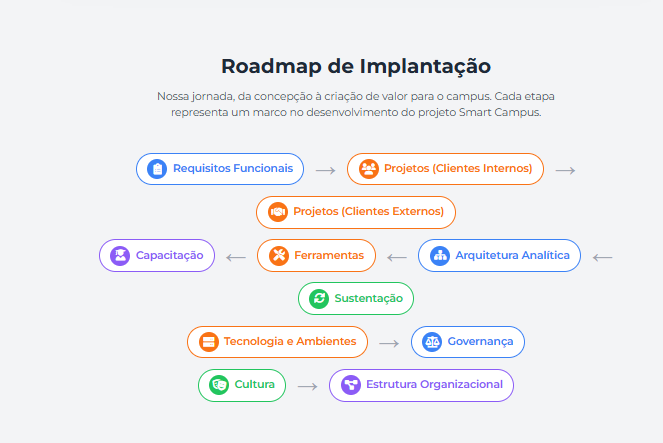 Roadmap de Implantação
Nossa jornada, da concepção à criação de valor para o campus. Cada etapa
representa um marco no desenvolvimento do projeto Smart Campus.
Requisitos Funcionais → Projetos (Clientes Internos) →
Projetos (Clientes Externos)
Capacitação ← Ferramentas ← Arquitetura Analítica ←
Sustentação
Tecnologia e Ambientes → Governança
Cultura → Estrutura Organizacional